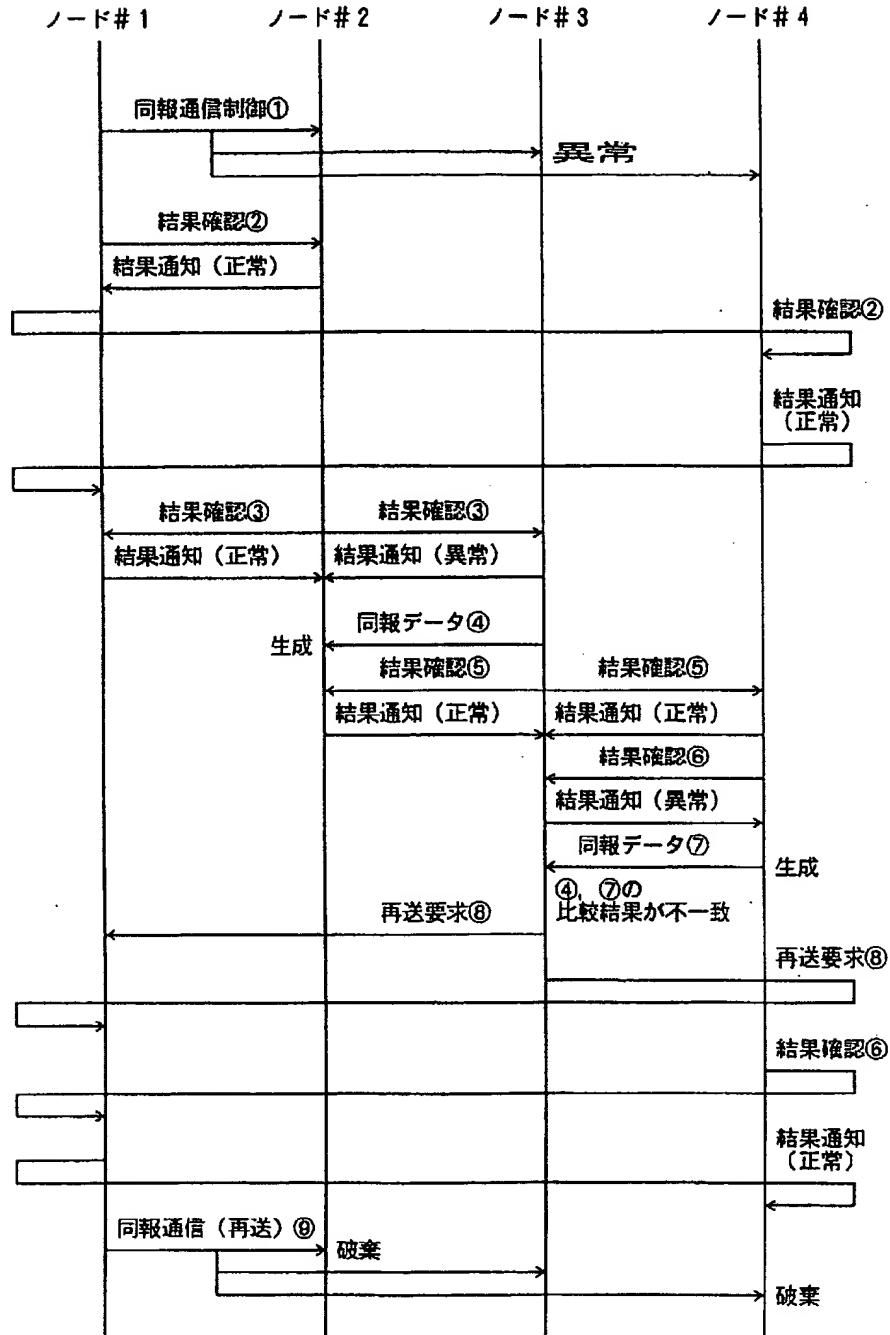 ノード#1
ノード#2
ノード#3
ノード#4
同報通信制御①
異常
結果確認②
結果通知（正常）
結果確認②
結果通知
（正常）
結果確認③
結果確認③
結果通知（正常）
結果通知（異常）
同報データ④
生成
結果確認⑤
結果確認⑤
結果通知（正常）
結果通知（正常）
結果確認⑥
結果通知（異常）
同報データ⑦
生成
④，⑦の
比較結果が不一致
再送要求⑧
再送要求⑧
結果確認⑥
結果通知
（正常）
同報通信（再送）⑨
破棄
破棄